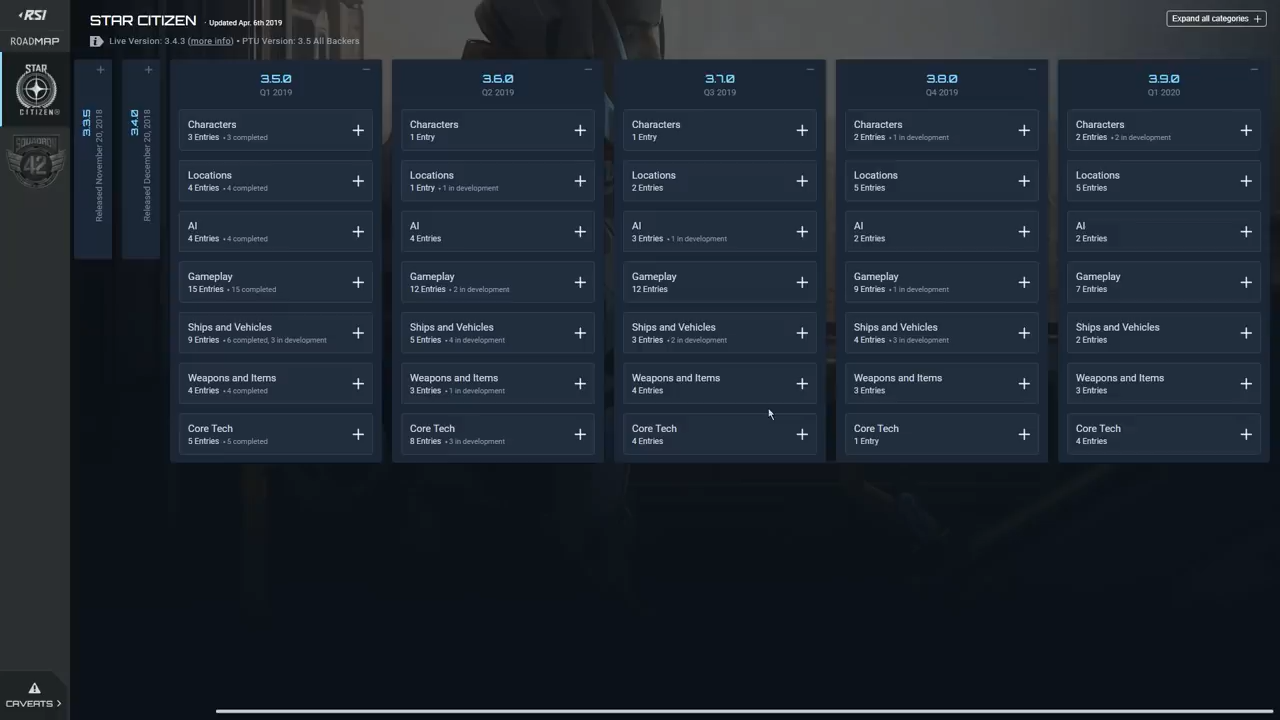 RSI
ROADMAP
STAR CITIZEN@
SQUADRON 42
CAVEATS
STAR CITIZEN • Updated Apr. 6th 2019
Live Version: 3.4.3 (more info) • PTU Version: 3.5 All Backers
Expand all categories
3.3.5
Released November 20, 2018
3.4.0
Released December 20, 2018
3.5.0
Q1 2019
Characters
3 Entries • 3 completed
Locations
4 Entries • 4 completed
AI
4 Entries • 4 completed
Gameplay
15 Entries • 15 completed
Ships and Vehicles
9 Entries • 6 completed, 3 in development
Weapons and Items
4 Entries • 4 completed
Core Tech
5 Entries • 5 completed
3.6.0
Q2 2019
Characters
1 Entry
Locations
1 Entry • 1 in development
AI
4 Entries
Gameplay
12 Entries • 2 in development
Ships and Vehicles
5 Entries • 4 in development
Weapons and Items
3 Entries • 1 in development
Core Tech
8 Entries • 3 in development
3.7.0
Q3 2019
Characters
1 Entry
Locations
2 Entries
AI
3 Entries • 1 in development
Gameplay
12 Entries
Ships and Vehicles
3 Entries • 2 in development
Weapons and Items
4 Entries
Core Tech
4 Entries
3.8.0
Q4 2019
Characters
2 Entries • 1 in development
Locations
5 Entries
AI
2 Entries
Gameplay
9 Entries • 1 in development
Ships and Vehicles
4 Entries • 3 in development
Weapons and Items
3 Entries
Core Tech
1 Entry
3.9.0
Q1 2020
Characters
2 Entries • 2 in development
Locations
5 Entries
AI
2 Entries
Gameplay
7 Entries
Ships and Vehicles
2 Entries
Weapons and Items
3 Entries
Core Tech
4 Entries